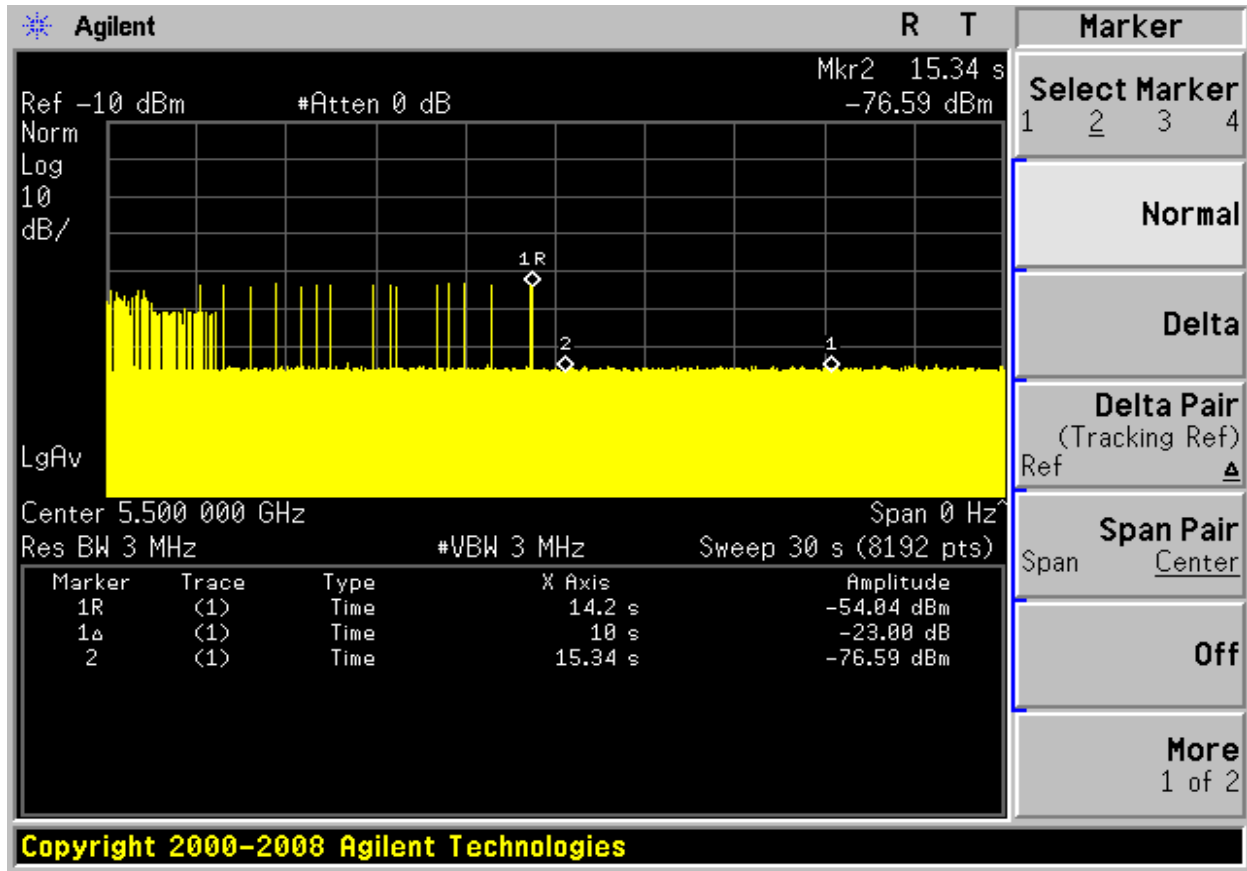 Agilent R T
Mkr2 15.34 s
Ref -10 dBm #Atten 0 dB -76.59 dBm
Norm
Log
10
dB/
1R
2
1
LgAv
Center 5.500 000 GHz Span 0 Hz^
Res BW 3 MHz #VBW 3 MHz Sweep 30 s (8192 pts)
Marker Trace Type X Axis Amplitude
1R (1) Time 14.2 s -54.04 dBm
1Δ (1) Time 10 s -23.00 dB
2 (1) Time 15.34 s -76.59 dBm
Marker
Select Marker
1 2 3 4
Normal
Delta
Delta Pair
(Tracking Ref)
Ref Δ
Span Pair
Span Center
Off
More
1 of 2
Copyright 2000-2008 Agilent Technologies